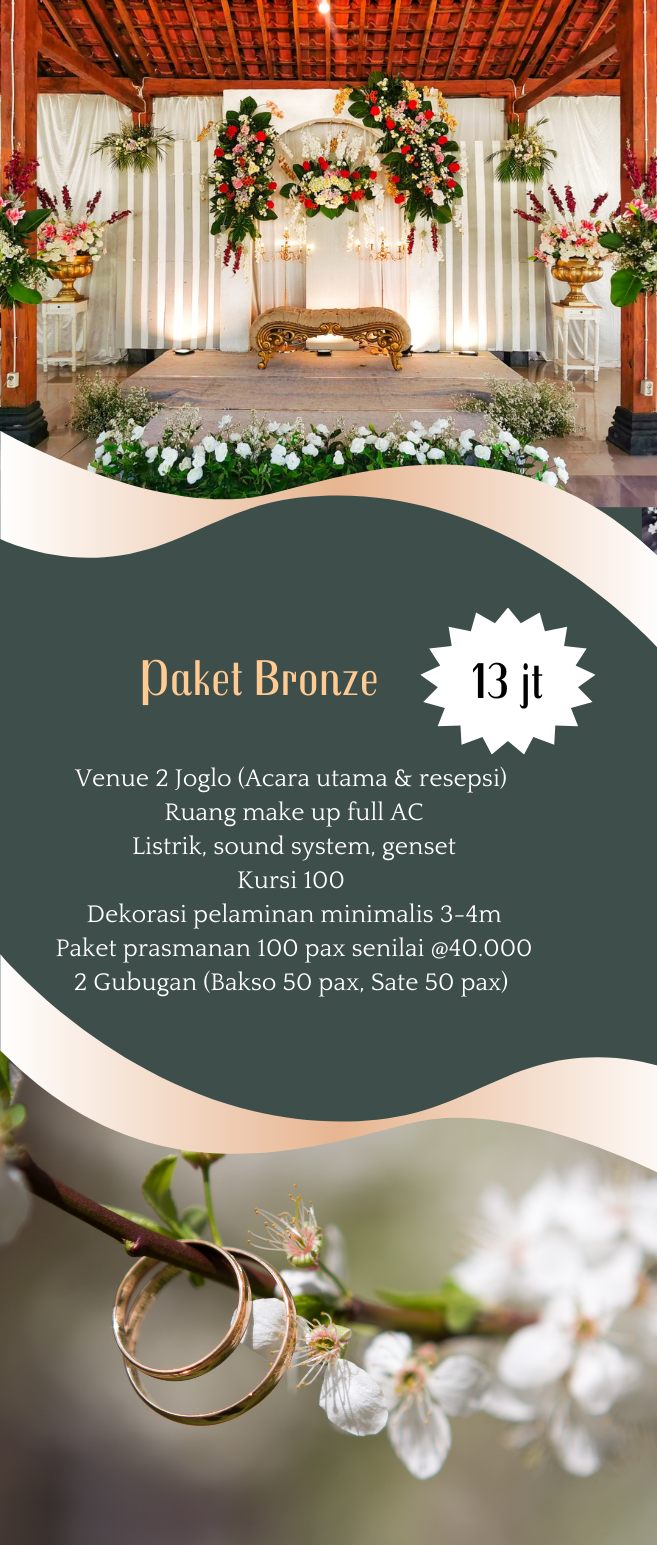 Paket Bronze
13 jt
Venue 2 Joglo (Acara utama & resepsi)
Ruang make up full AC
Listrik, sound system, genset
Kursi 100
Dekorasi pelaminan minimalis 3-4m
Paket prasmanan 100 pax senilai @40.000
2 Gubugan (Bakso 50 pax, Sate 50 pax)